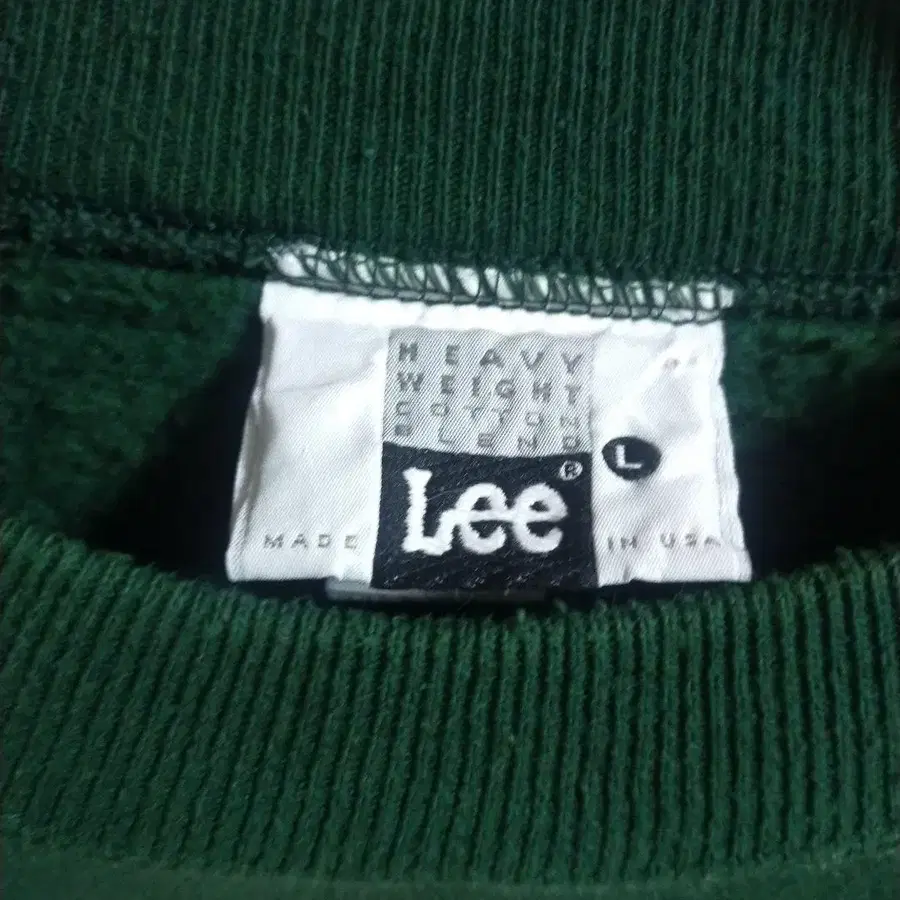 HEAVY
WEIGHT
COTTON
BLEND
Lee®
L
MADE IN USA